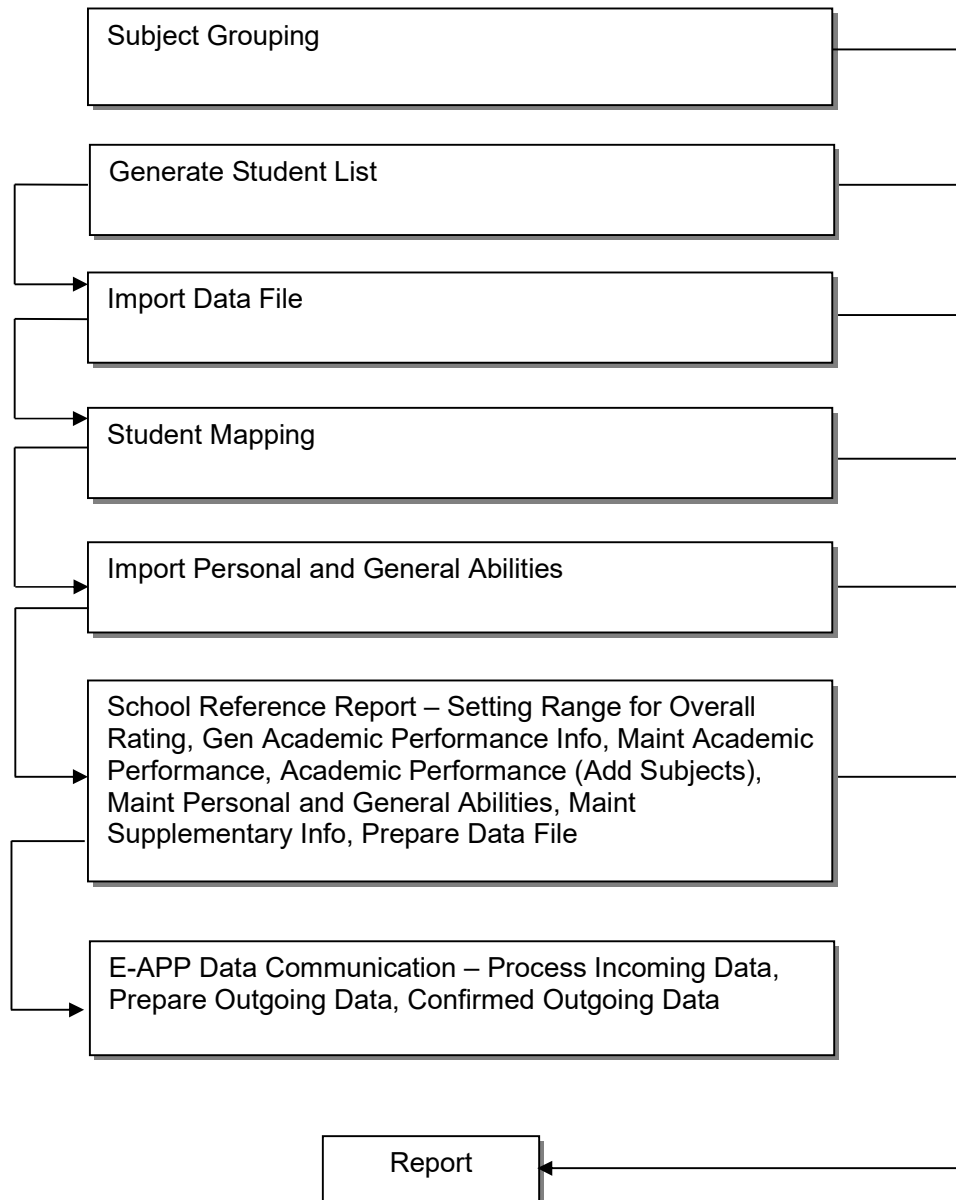 Subject Grouping
Generate Student List
Import Data File
Student Mapping
Import Personal and General Abilities
School Reference Report – Setting Range for Overall
Rating, Gen Academic Performance Info, Maint Academic
Performance, Academic Performance (Add Subjects),
Maint Personal and General Abilities, Maint
Supplementary Info, Prepare Data File
E-APP Data Communication – Process Incoming Data,
Prepare Outgoing Data, Confirmed Outgoing Data
Report